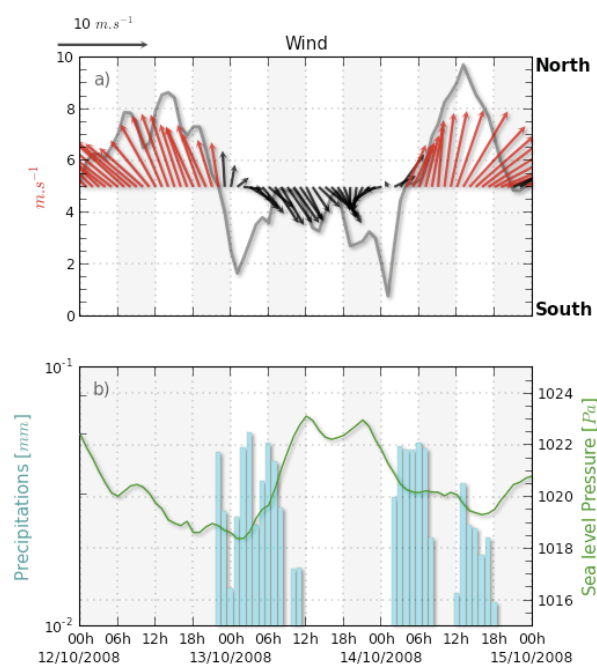 10 m.s⁻¹
Wind
a)
North
South
m.s⁻¹
10
8
6
4
2
0
b)
Precipitations [mm]
10⁻¹
10⁻²
Sea level Pressure [Pa]
1024
1022
1020
1018
1016
00h 06h 12h 18h 00h 06h 12h 18h 00h 06h 12h 18h 00h
12/10/2008 13/10/2008 14/10/2008 15/10/2008